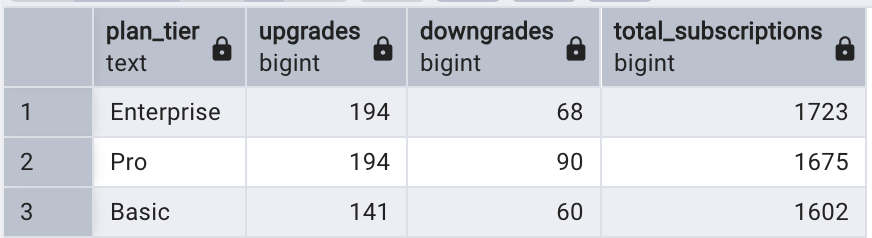 plan_tier upgrades downgrades total_subscriptions
text bigint bigint bigint
1 Enterprise 194 68 1723
2 Pro 194 90 1675
3 Basic 141 60 1602